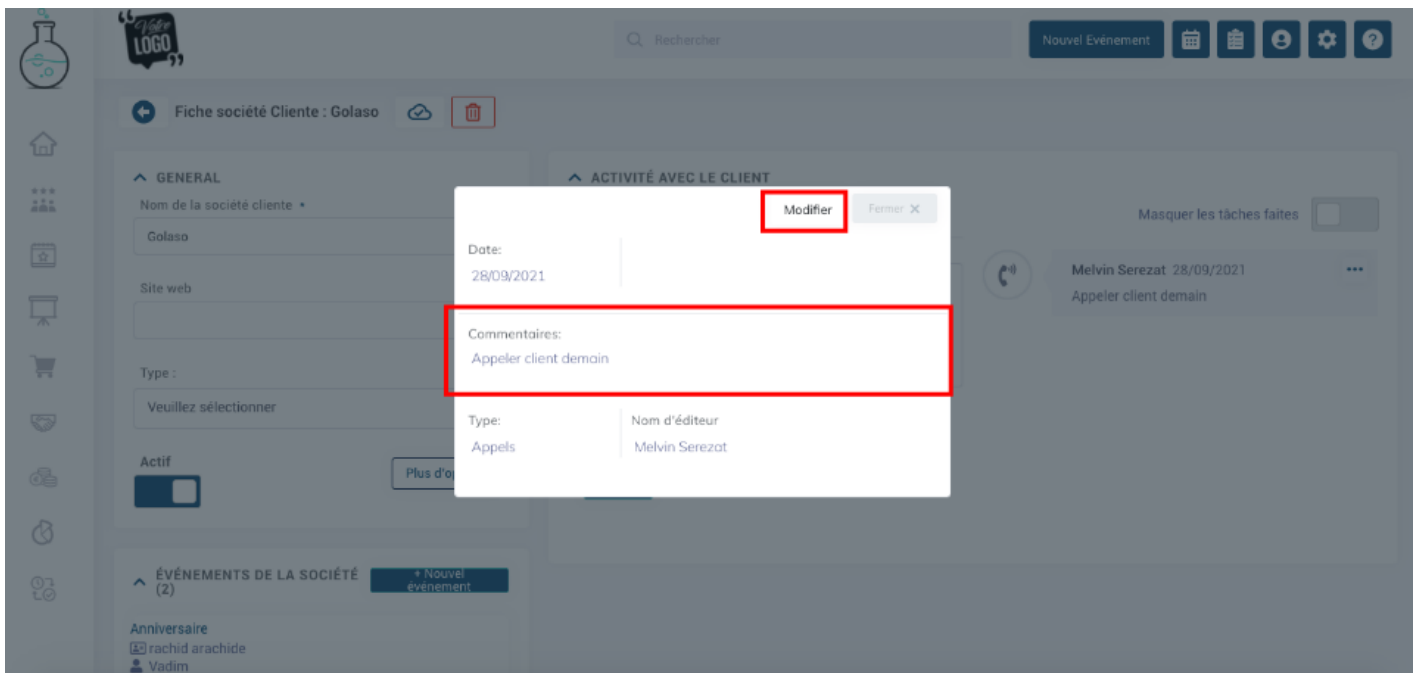 Votre
LOGO
Rechercher
Nouvel Evénement
Fiche société Cliente : Golaso
GENERAL
Nom de la société cliente
Golaso
Site web
Type :
Veuillez sélectionner
Actif
Plus d'o
ÉVÉNEMENTS DE LA SOCIÉTÉ
(2)
+ Nouvel
événement
Anniversaire
rachid arachide
Vadim
ACTIVITÉ AVEC LE CLIENT
Masquer les tâches faites
Melvin Serezat 28/09/2021
Appeler client demain
Modifier
Fermer X
Date:
28/09/2021
Commentaires:
Appeler client demain
Type:
Appels
Nom d'éditeur
Melvin Serezat